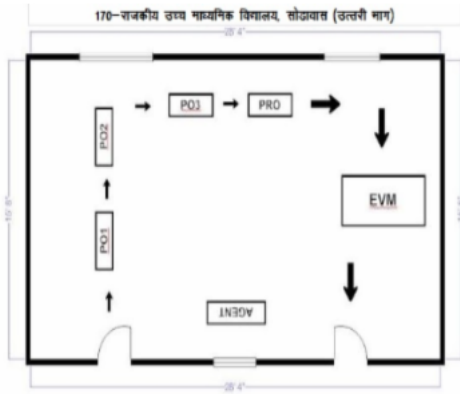 170–राजकीय उच्च माध्यमिक विद्यालय, सोढावास (उत्तरी भाग)
PO3
PRO
PO2
EVM
PO1
AGENT